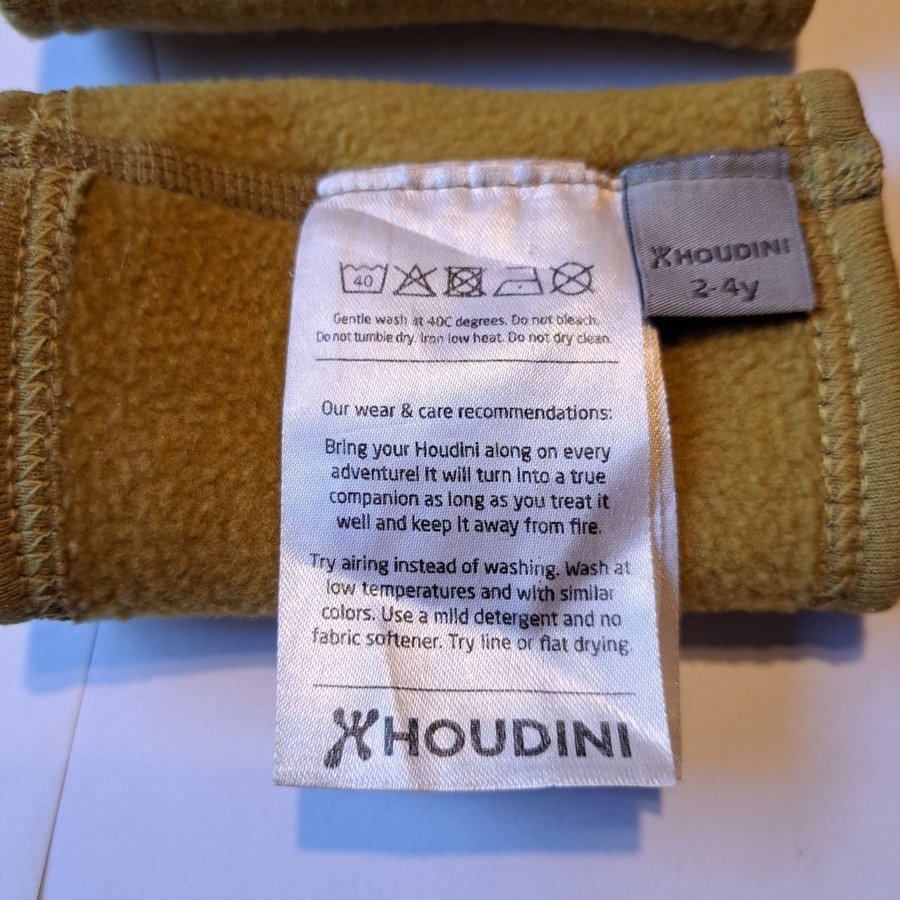 40
Gentle wash at 40C degrees. Do not bleach.
Do not tumble dry. Iron low heat. Do not dry clean.
Our wear & care recommendations:
Bring your Houdini along on every
adventure! It will turn into a true
companion as long as you treat it
well and keep it away from fire.
Try airing instead of washing. Wash at
low temperatures and with similar
colors. Use a mild detergent and no
fabric softener. Try line or flat drying.
HOUDINI
HOUDINI
2-4y